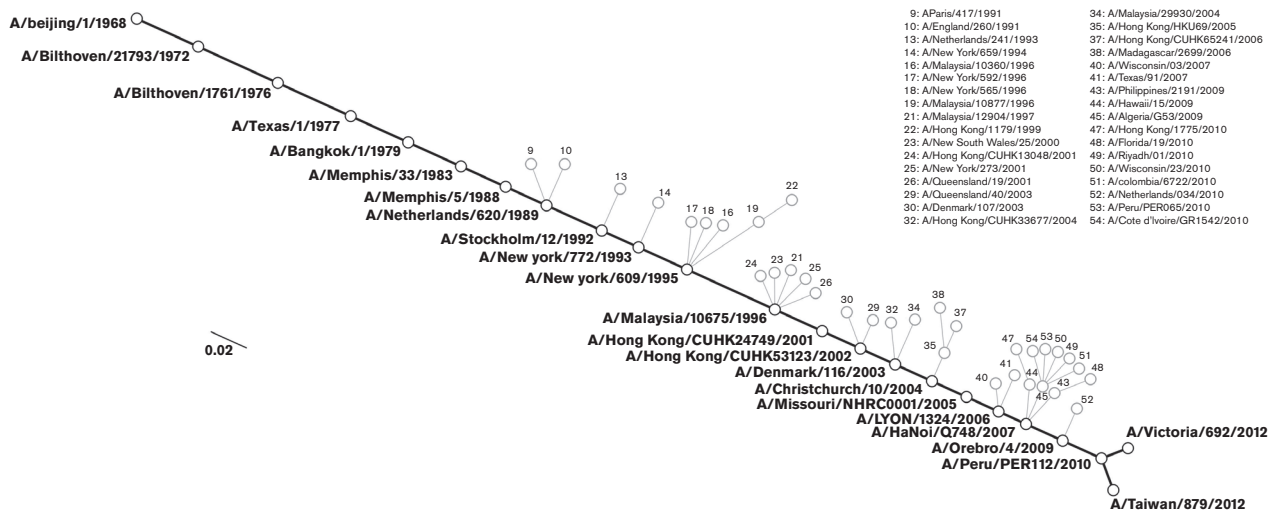 A/beijing/1/1968
A/Bilthoven/21793/1972
A/Bilthoven/1761/1976
A/Texas/1/1977
A/Bangkok/1/1979
A/Memphis/33/1983
A/Memphis/5/1988
A/Netherlands/620/1989
A/Stockholm/12/1992
A/New york/772/1993
A/New york/609/1995
A/Malaysia/10675/1996
A/Hong Kong/CUHK24749/2001
A/Hong Kong/CUHK53123/2002
A/Denmark/116/2003
A/Christchurch/10/2004
A/Missouri/NHRC0001/2005
A/LYON/1324/2006
A/HaNoi/Q748/2007
A/Orebro/4/2009
A/Peru/PER112/2010
A/Victoria/692/2012
A/Taiwan/879/2012
9
10
13
14
17
18
16
19
22
24
23
21
25
26
30
29
32
34
38
37
35
40
41
47
54
53
50
49
51
48
44
43
45
52
0.02
9: AParis/417/1991
10: A/England/260/1991
13: A/Netherlands/241/1993
14: A/New York/659/1994
16: A/Malaysia/10360/1996
17: A/New York/592/1996
18: A/New York/565/1996
19: A/Malaysia/10877/1996
21: A/Malaysia/12904/1997
22: A/Hong Kong/1179/1999
23: A/New South Wales/25/2000
24: A/Hong Kong/CUHK13048/2001
25: A/New York/273/2001
26: A/Queensland/19/2001
29: A/Queensland/40/2003
30: A/Denmark/107/2003
32: A/Hong Kong/CUHK33677/2004
34: A/Malaysia/29930/2004
35: A/Hong Kong/HKU69/2005
37: A/Hong Kong/CUHK65241/2006
38: A/Madagascar/2699/2006
40: A/Wisconsin/03/2007
41: A/Texas/91/2007
43: A/Philippines/2191/2009
44: A/Hawaii/15/2009
45: A/Algeria/G53/2009
47: A/Hong Kong/1775/2010
48: A/Florida/19/2010
49: A/Riyadh/01/2010
50: A/Wisconsin/23/2010
51: A/colombia/6722/2010
52: A/Netherlands/034/2010
53: A/Peru/PER065/2010
54: A/Cote d'Ivoire/GR1542/2010